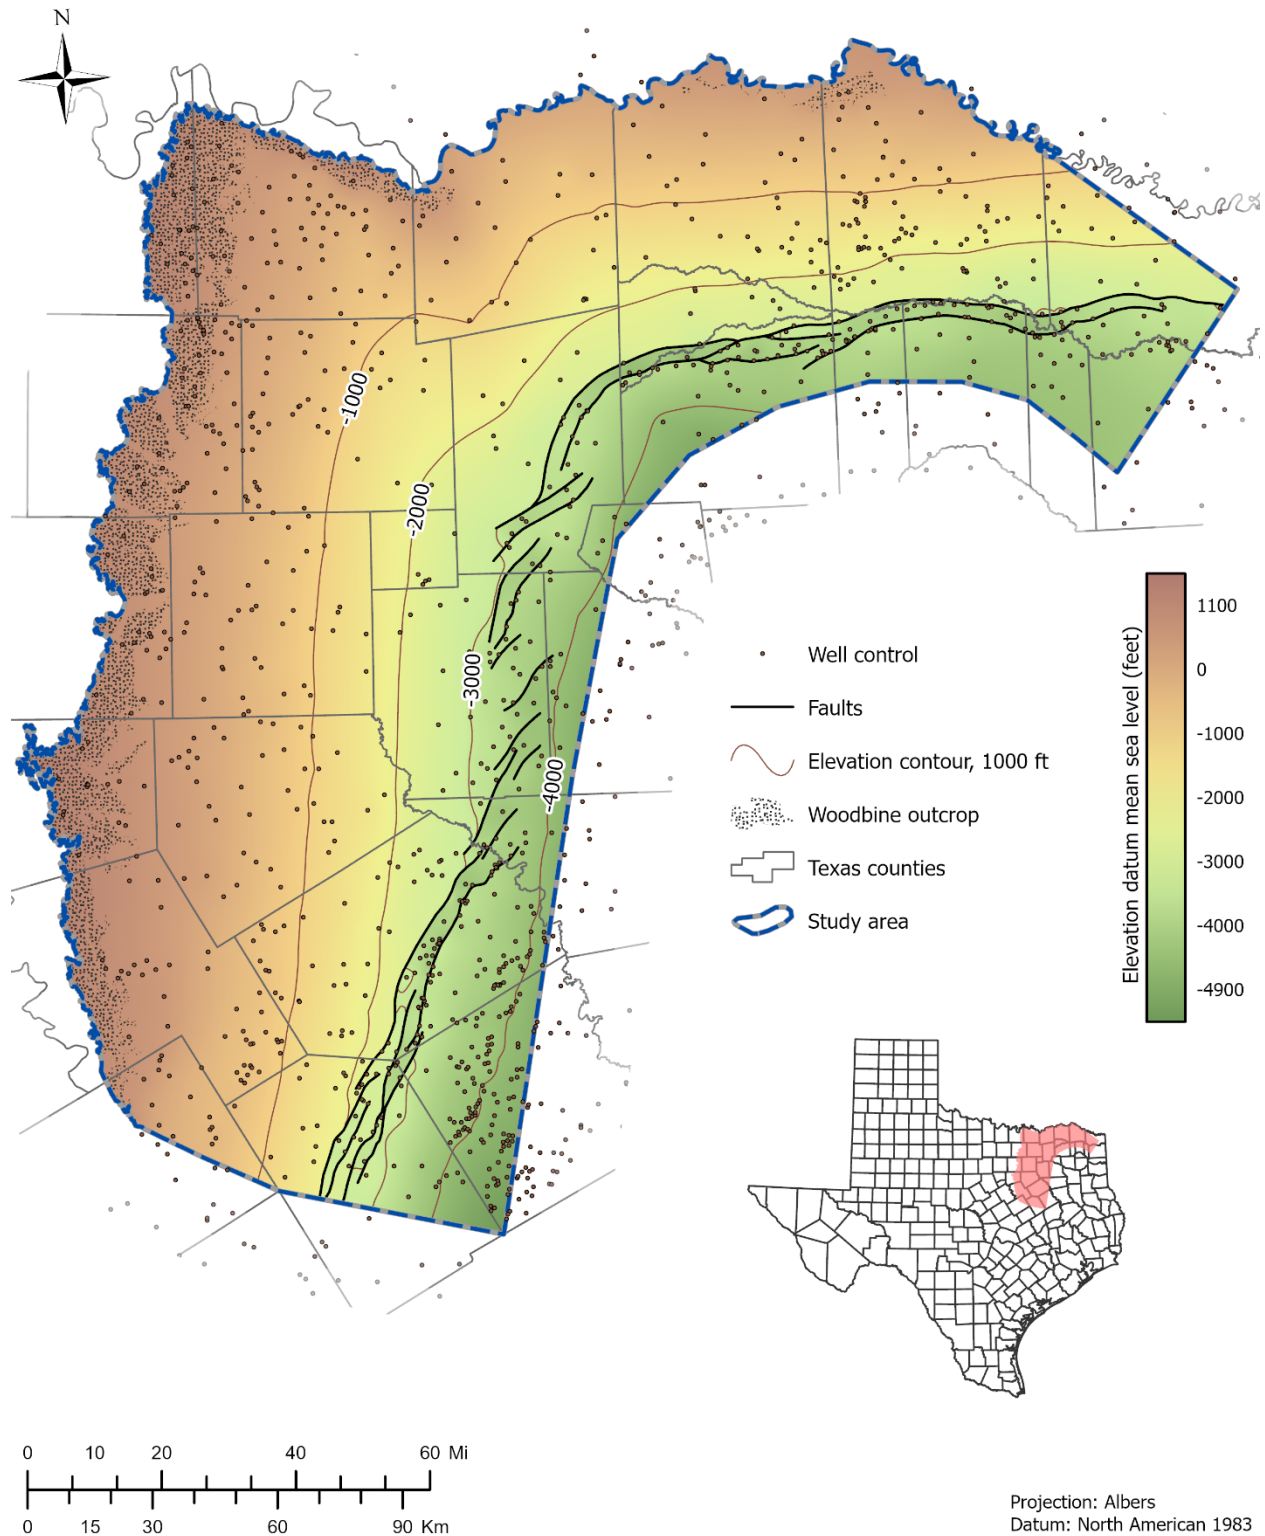 N
-1000
-2000
-3000
-4000
Well control
Faults
Elevation contour, 1000 ft
Woodbine outcrop
Texas counties
Study area
Elevation datum mean sea level (feet)
1100
0
-1000
-2000
-3000
-4000
-4900
0 10 20 40 60 Mi
0 15 30 60 90 Km
Projection: Albers
Datum: North American 1983